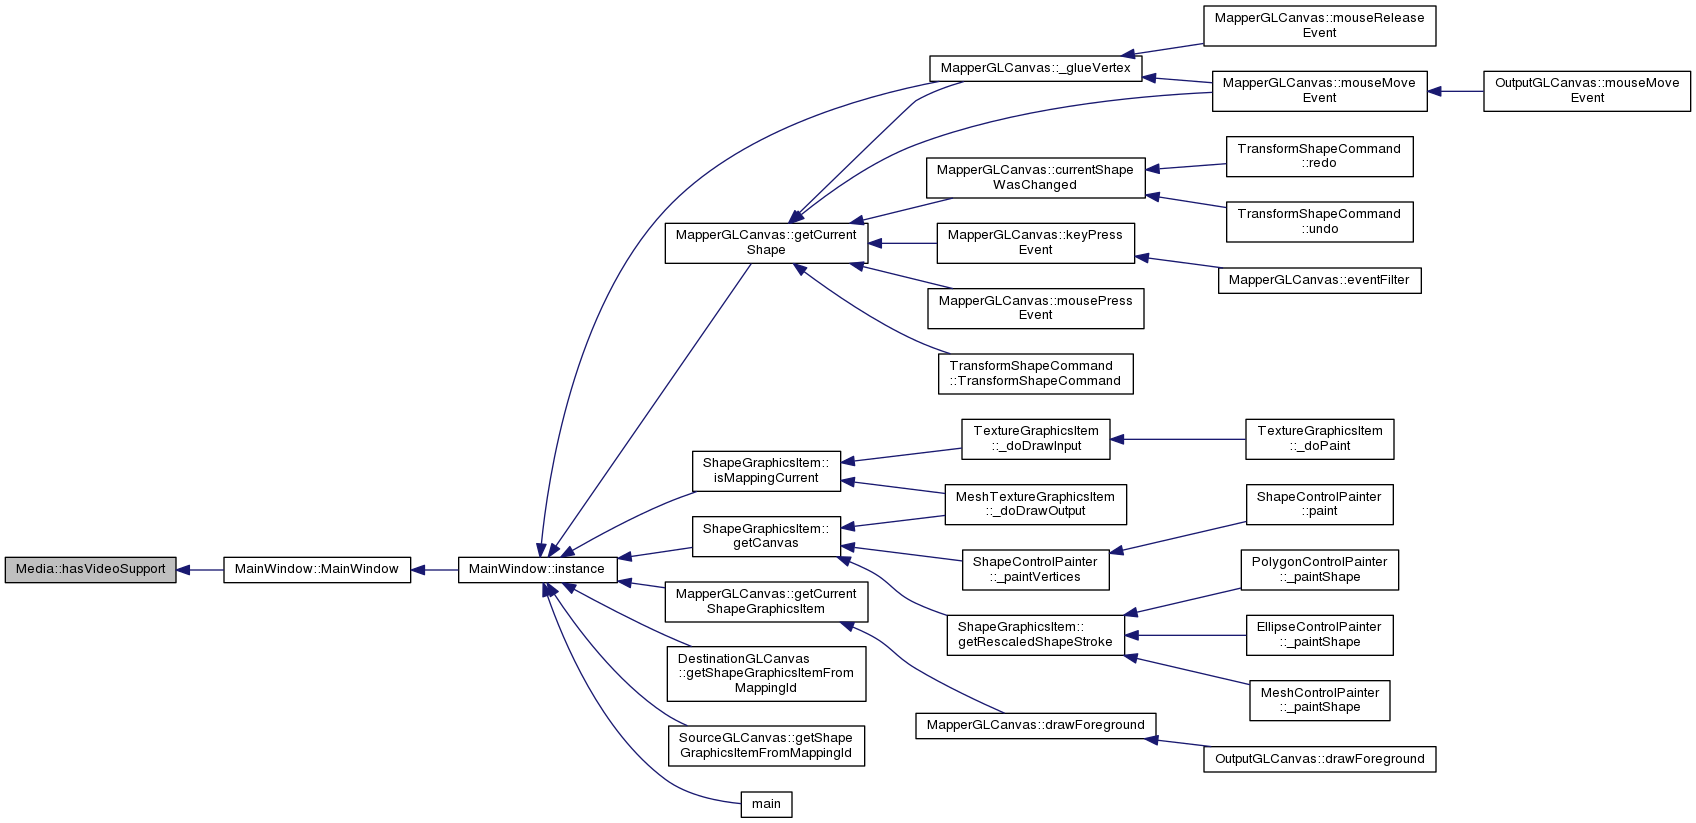 Media::hasVideoSupport
MainWindow::MainWindow
MainWindow::instance
MapperGLCanvas::_glueVertex
MapperGLCanvas::mouseRelease
Event
MapperGLCanvas::mouseMove
Event
OutputGLCanvas::mouseMove
Event
MapperGLCanvas::getCurrent
Shape
MapperGLCanvas::currentShape
WasChanged
TransformShapeCommand
::redo
TransformShapeCommand
::undo
MapperGLCanvas::keyPress
Event
MapperGLCanvas::eventFilter
MapperGLCanvas::mousePress
Event
TransformShapeCommand
::TransformShapeCommand
ShapeGraphicsItem::
isMappingCurrent
TextureGraphicsItem
::_doDrawInput
TextureGraphicsItem
::_doPaint
MeshTextureGraphicsItem
::_doDrawOutput
ShapeGraphicsItem::
getCanvas
ShapeControlPainter
::_paintVertices
ShapeControlPainter
::paint
ShapeGraphicsItem::
getRescaledShapeStroke
PolygonControlPainter
::_paintShape
EllipseControlPainter
::_paintShape
MeshControlPainter
::_paintShape
MapperGLCanvas::getCurrent
ShapeGraphicsItem
MapperGLCanvas::drawForeground
OutputGLCanvas::drawForeground
DestinationGLCanvas
::getShapeGraphicsItemFrom
MappingId
SourceGLCanvas::getShape
GraphicsItemFromMappingId
main